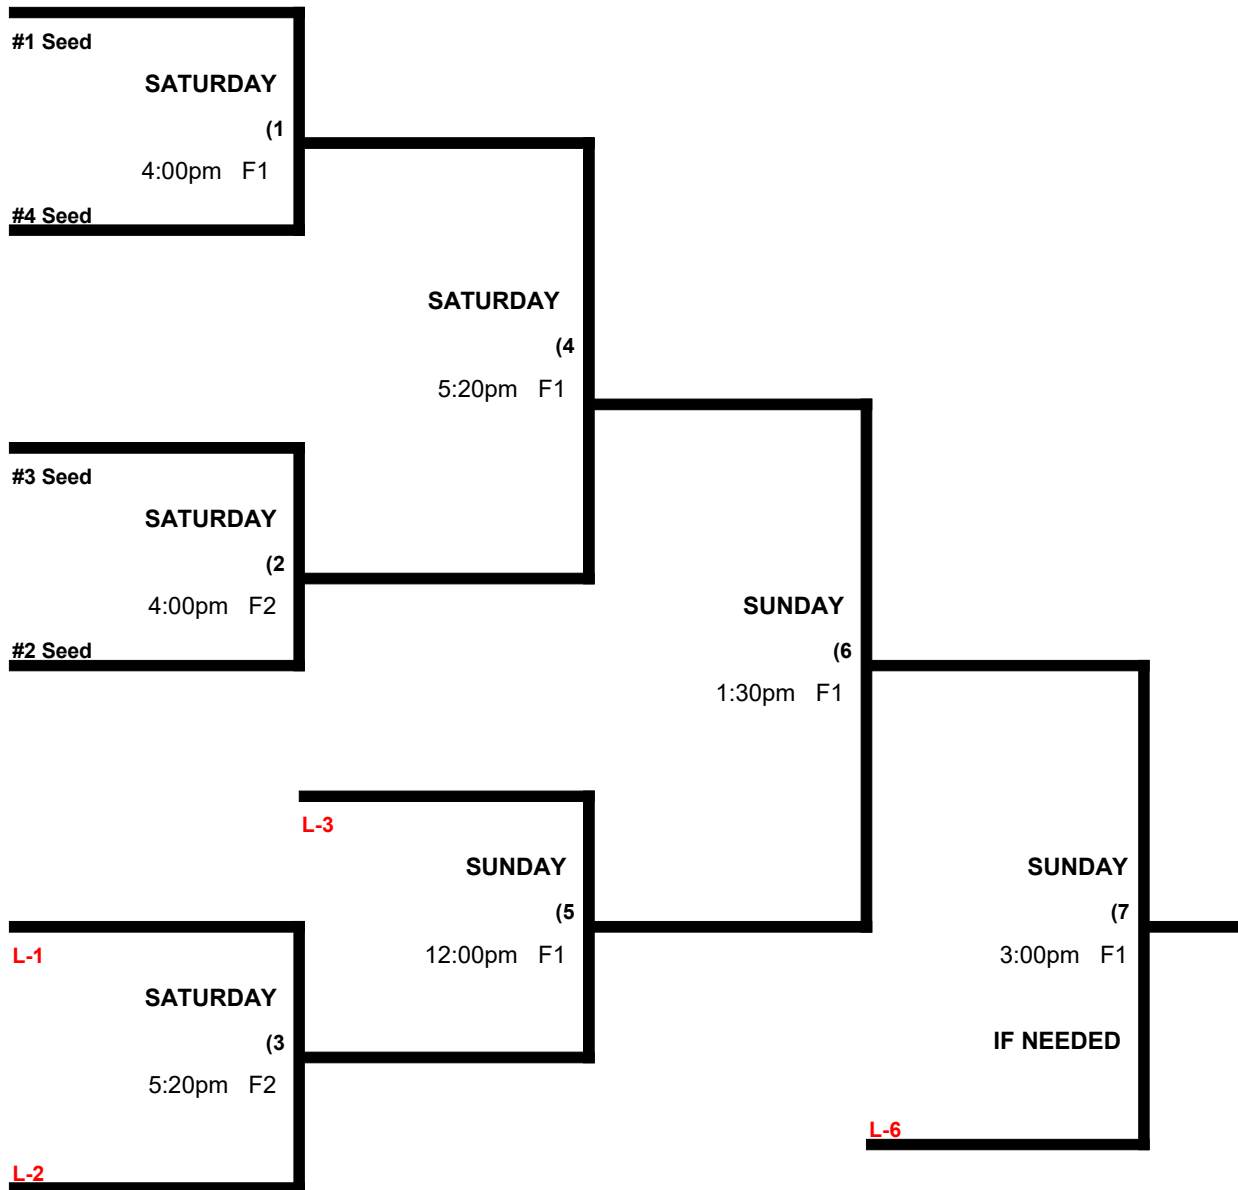 #1 Seed
SATURDAY
(1
4:00pm F1
#4 Seed
SATURDAY
(4
5:20pm F1
#3 Seed
SATURDAY
(2
4:00pm F2
#2 Seed
SUNDAY
(6
1:30pm F1
L-3
SUNDAY
(5
12:00pm F1
L-1
SATURDAY
(3
5:20pm F2
L-2
SUNDAY
(7
3:00pm F1
IF NEEDED
L-6